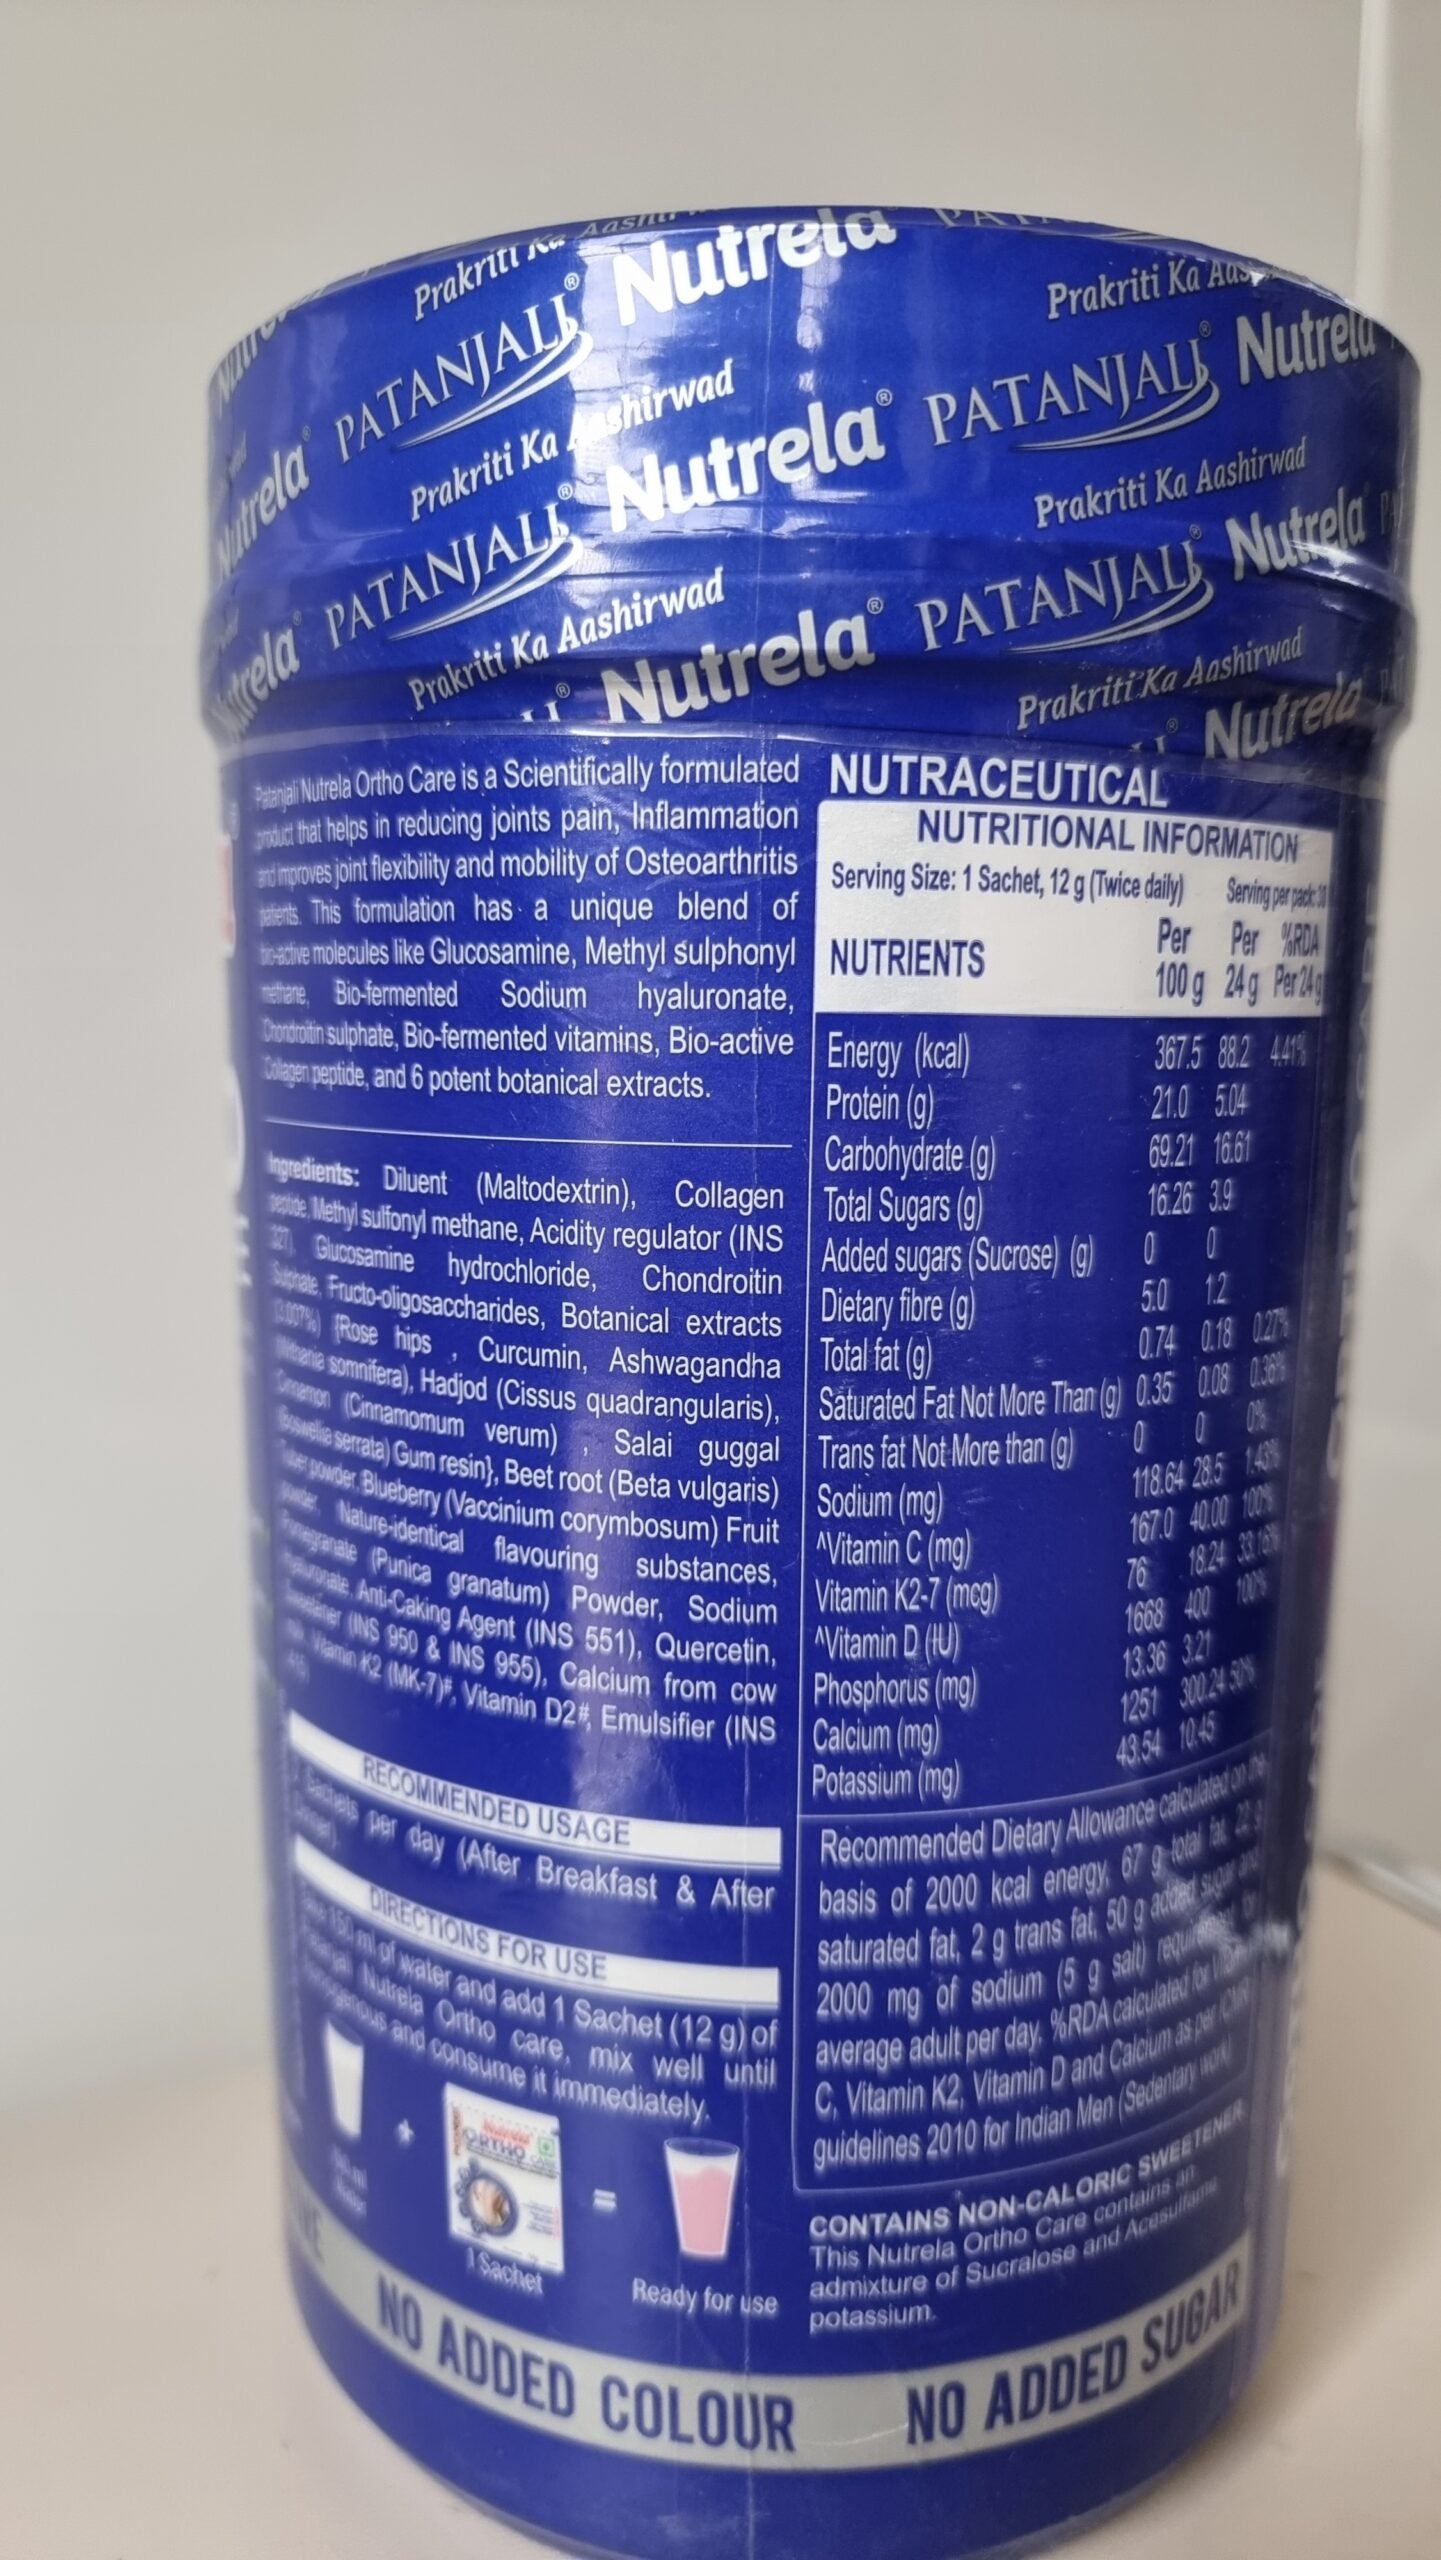 Prakriti Ka
PATANJALI® Nutrela®
Prakriti Ka
Nutrela
Nutrela® PATANJALI®
Prakriti Ka Aashirwad
Nutrela® PATANJALI®
Prakriti Ka Aashirwad
PATANJALI® Nutrela®
Prakriti Ka Aashirwad
PATANJALI® Nutrela
Prakriti Ka Aashirwad
Nutrela® Nutrela
Patanjali Nutrela Ortho Care is a Scientifically formulated
product that helps in reducing joints pain, Inflammation
and improves joint flexibility and mobility of Osteoarthritis
patients. This formulation has a unique blend of
bio-active molecules like Glucosamine, Methyl sulphonyl
methane, Bio-fermented Sodium hyaluronate,
Chondroitin sulphate, Bio-fermented vitamins, Bio-active
Collagen peptide, and 6 potent botanical extracts.
Ingredients: Diluent (Maltodextrin), Collagen
peptide, Methyl sulfonyl methane, Acidity regulator (INS
327), Glucosamine hydrochloride, Chondroitin
Sulphate, Fructo-oligosaccharides, Botanical extracts
(3.007%) {Rose hips , Curcumin, Ashwagandha
(Withania somnifera), Hadjod (Cissus quadrangularis),
Cinnamon (Cinnamomum verum) , Salai guggal
(Boswellia serrata) Gum resin}, Beet root (Beta vulgaris)
Tuber powder, Blueberry (Vaccinium corymbosum) Fruit
powder, Nature-identical flavouring substances,
Pomegranate (Punica granatum) Powder, Sodium
hyaluronate, Anti-Caking Agent (INS 551), Quercetin,
Sweetener (INS 950 & INS 955), Calcium from cow
Vitamin K2 (MK-7)#, Vitamin D2#, Emulsifier (INS
415
RECOMMENDED USAGE
Sachets per day (After Breakfast & After
Dinner).
DIRECTIONS FOR USE
150 ml of water and add 1 Sachet (12 g) of
Patanjali Nutrela Ortho care, mix well until
and consume it immediately.
+ =
ORTHO
1 Sachet
Ready for use
NUTRACEUTICAL
NUTRITIONAL INFORMATION
Serving Size: 1 Sachet, 12 g (Twice daily) Serving per pack: 30
NUTRIENTS Per 100 g Per 24 g %RDA Per 24 g
Energy (kcal) 367.5 88.2 4.41%
Protein (g) 21.0 5.04
Carbohydrate (g) 69.21 16.61
Total Sugars (g) 16.26 3.9
Added sugars (Sucrose) (g) 0 0
Dietary fibre (g) 5.0 1.2
Total fat (g) 0.74 0.18 0.27%
Saturated Fat Not More Than (g) 0.35 0.08 0.36%
Trans fat Not More than (g) 0 0 0%
Sodium (mg) 118.64 28.5 1.43%
^Vitamin C (mg) 167.0 40.00 100%
Vitamin K2-7 (mcg) 76 18.24 33.16%
^Vitamin D (IU) 1668 400 100%
Phosphorus (mg) 13.36 3.21
Calcium (mg) 1251 300.24 50%
Potassium (mg) 43.54 10.45
Recommended Dietary Allowance calculated on the
basis of 2000 kcal energy, 67 g total fat, 22 g
saturated fat, 2 g trans fat, 50 g added sugar and
2000 mg of sodium (5 g salt) requirement for
average adult per day. %RDA calculated for Vitamin
C, Vitamin K2, Vitamin D and Calcium as per ICMR
guidelines 2010 for Indian Men (Sedentary work)
CONTAINS NON-CALORIC SWEETENER
This Nutrela Ortho Care contains an
admixture of Sucralose and Acesulfame
potassium.
NO ADDED COLOUR NO ADDED SUGAR